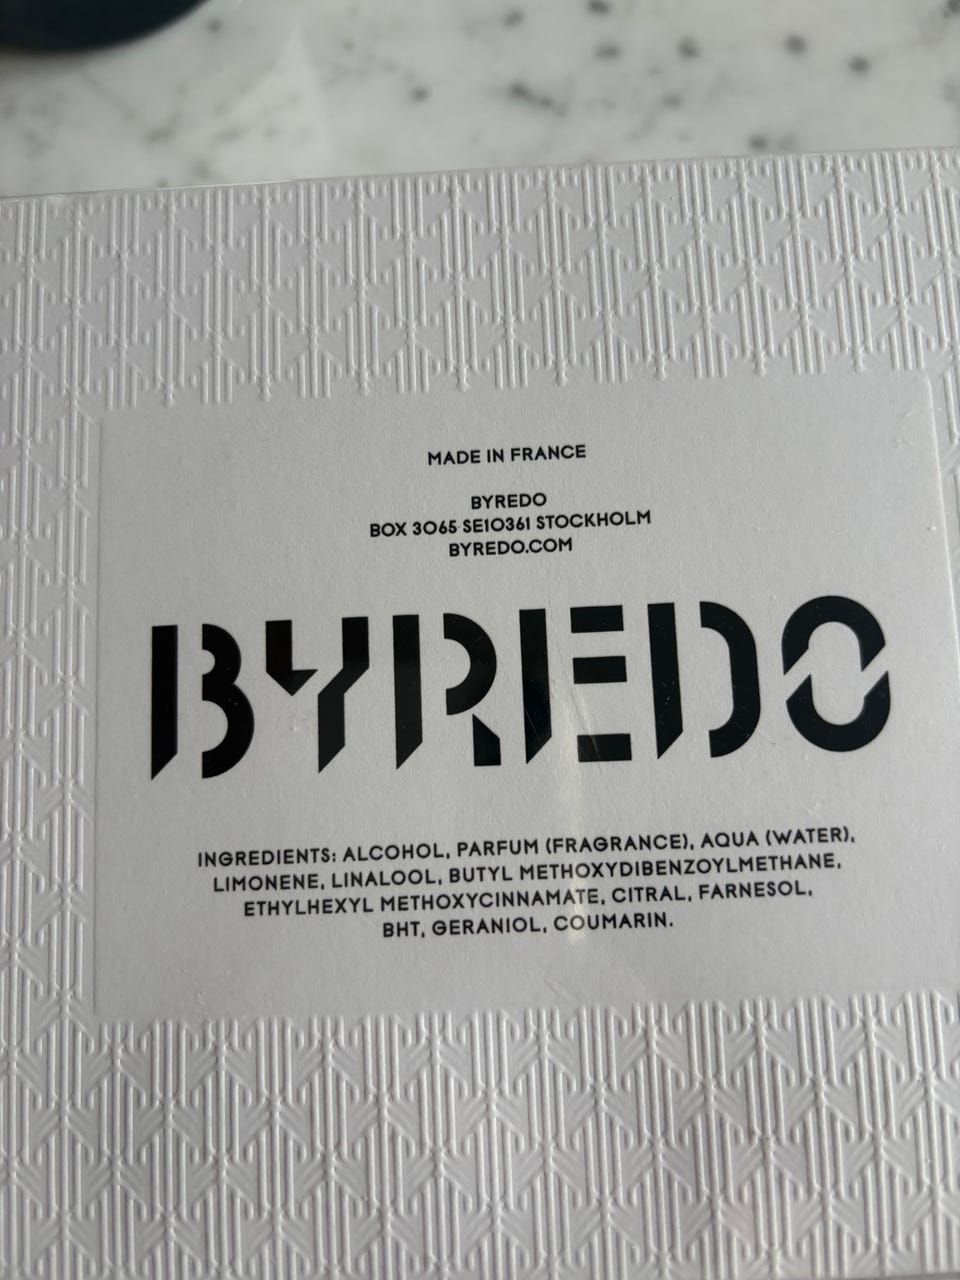 MADE IN FRANCE
BYREDO
BOX 3065 SE10361 STOCKHOLM
BYREDO.COM
BYREDO
INGREDIENTS: ALCOHOL, PARFUM (FRAGRANCE), AQUA (WATER),
LIMONENE, LINALOOL, BUTYL METHOXYDIBENZOYLMETHANE,
ETHYLHEXYL METHOXYCINNAMATE, CITRAL, FARNESOL,
BHT, GERANIOL, COUMARIN.